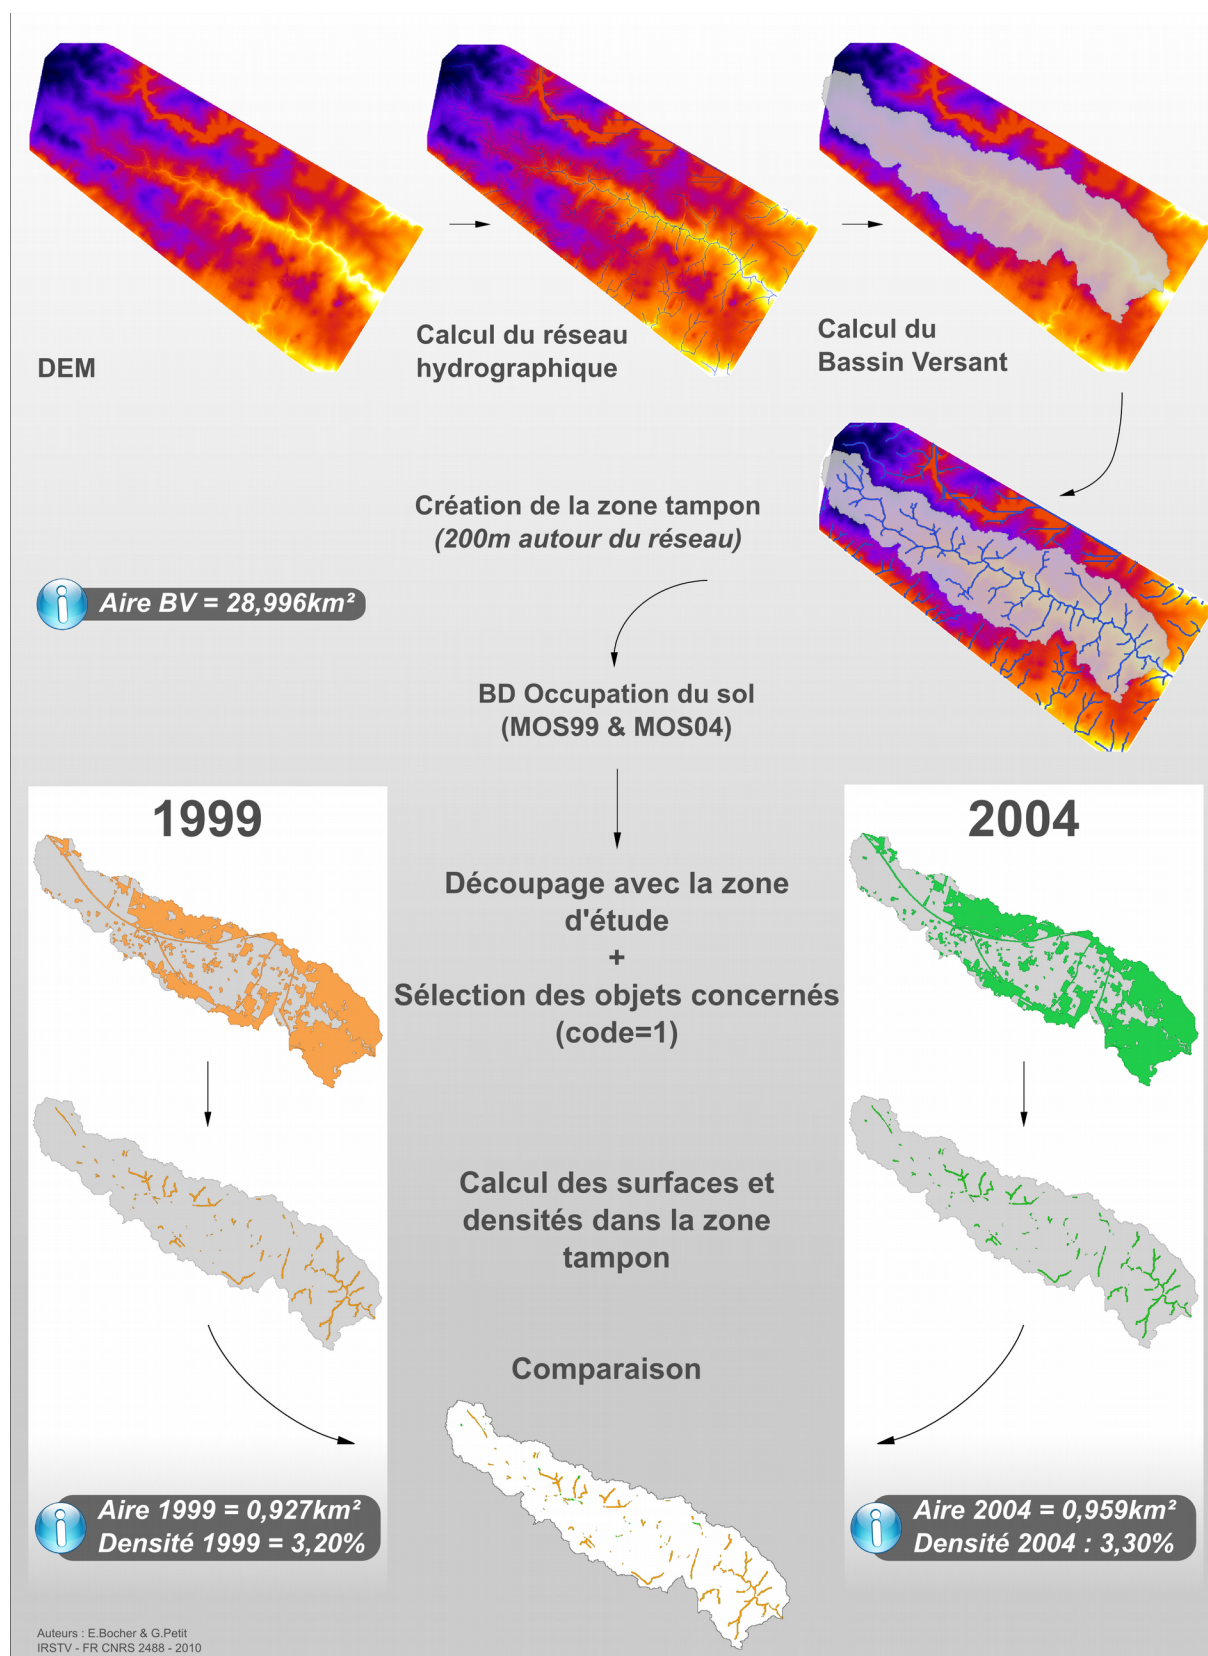 DEM
Calcul du réseau
hydrographique
Calcul du
Bassin Versant
Création de la zone tampon
(200m autour du réseau)
i Aire BV = 28,996km²
BD Occupation du sol
(MOS99 & MOS04)
1999
2004
Découpage avec la zone
d'étude
+
Sélection des objets concernés
(code=1)
Calcul des surfaces et
densités dans la zone
tampon
Comparaison
i Aire 1999 = 0,927km²
Densité 1999 = 3,20%
i Aire 2004 = 0,959km²
Densité 2004 : 3,30%
Auteurs : E.Bocher & G.Petit
IRSTV - FR CNRS 2488 - 2010